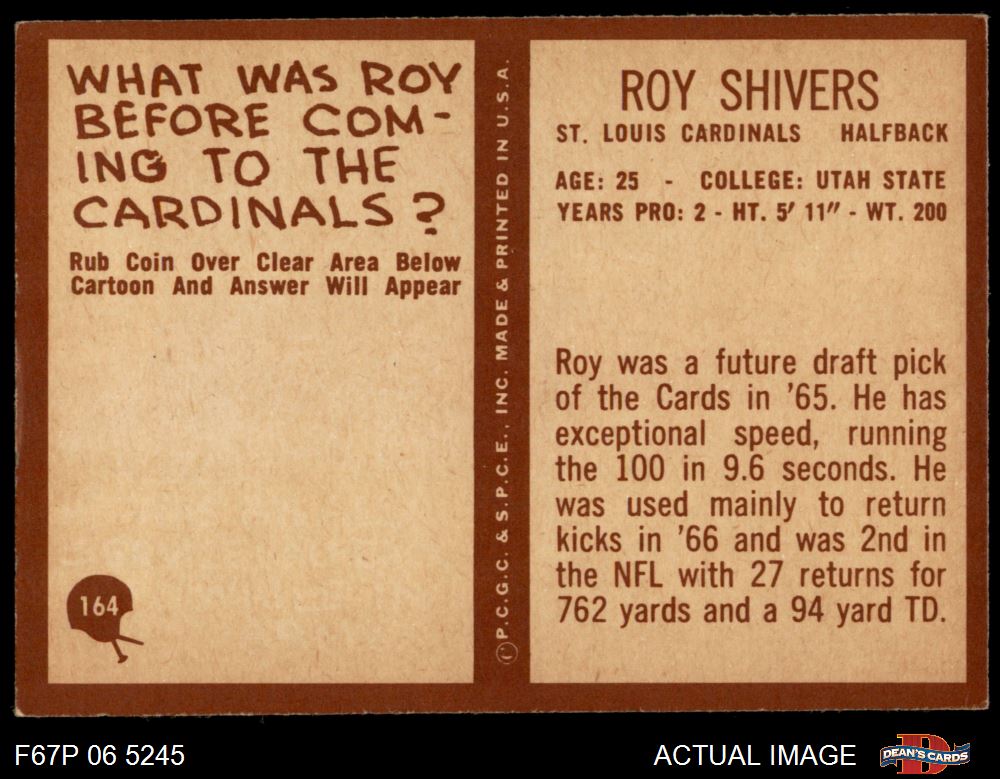 WHAT WAS ROY
BEFORE COM-
ING TO THE
CARDINALS?
Rub Coin Over Clear Area Below
Cartoon And Answer Will Appear
164
© P.C.G.C. & S.P.C.E., INC. MADE & PRINTED IN U.S.A.
ROY SHIVERS
ST. LOUIS CARDINALS HALFBACK
AGE: 25 - COLLEGE: UTAH STATE
YEARS PRO: 2 - HT. 5' 11" - WT. 200
Roy was a future draft pick
of the Cards in '65. He has
exceptional speed, running
the 100 in 9.6 seconds. He
was used mainly to return
kicks in '66 and was 2nd in
the NFL with 27 returns for
762 yards and a 94 yard TD.
F67P 06 5245
ACTUAL IMAGE
DEAN'S CARDS